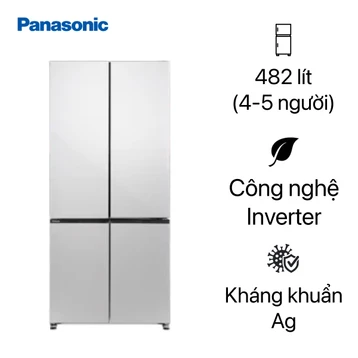 Panasonic
482 lít
(4-5 người)
Công nghệ
Inverter
Kháng khuẩn
Ag